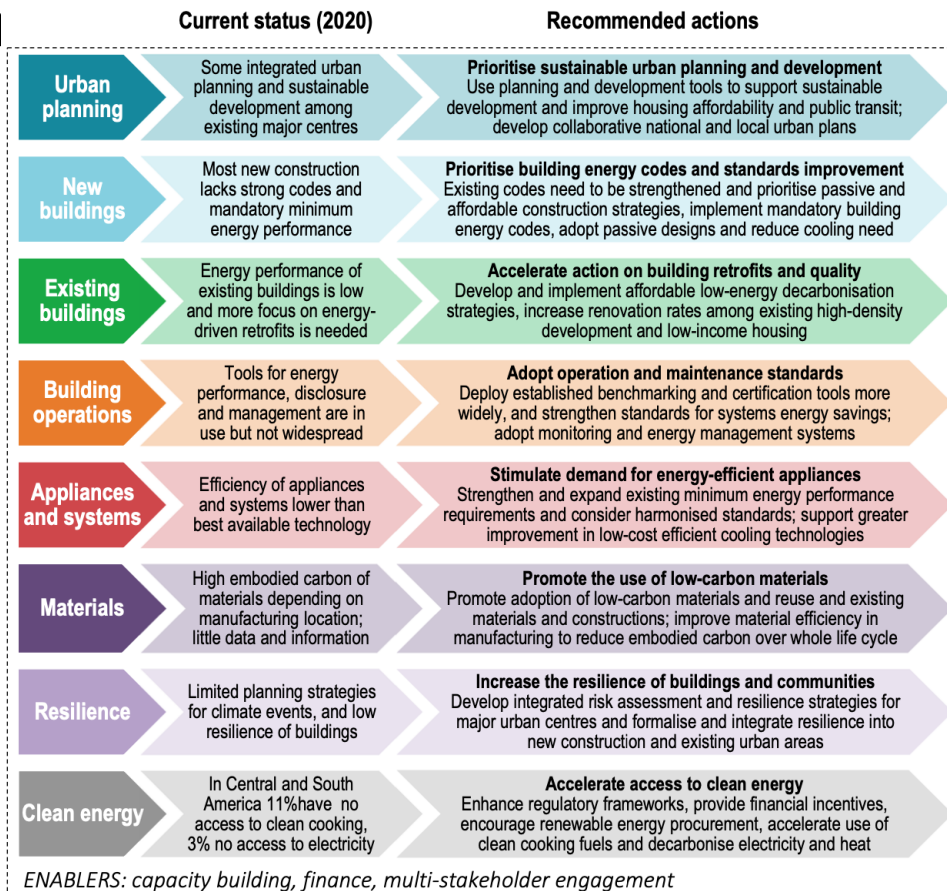 Current status (2020)
Recommended actions
Urban
planning
Some integrated urban
planning and sustainable
development among
existing major centres
Prioritise sustainable urban planning and development
Use planning and development tools to support sustainable
development and improve housing affordability and public transit;
develop collaborative national and local urban plans
New
buildings
Most new construction
lacks strong codes and
mandatory minimum
energy performance
Prioritise building energy codes and standards improvement
Existing codes need to be strengthened and prioritise passive and
affordable construction strategies, implement mandatory building
energy codes, adopt passive designs and reduce cooling need
Existing
buildings
Energy performance of
existing buildings is low
and more focus on energy-
driven retrofits is needed
Accelerate action on building retrofits and quality
Develop and implement affordable low-energy decarbonisation
strategies, increase renovation rates among existing high-density
development and low-income housing
Building
operations
Tools for energy
performance, disclosure
and management are in
use but not widespread
Adopt operation and maintenance standards
Deploy established benchmarking and certification tools more
widely, and strengthen standards for systems energy savings;
adopt monitoring and energy management systems
Appliances
and systems
Efficiency of appliances
and systems lower than
best available technology
Stimulate demand for energy-efficient appliances
Strengthen and expand existing minimum energy performance
requirements and consider harmonised standards; support greater
improvement in low-cost efficient cooling technologies
Materials
High embodied carbon of
materials depending on
manufacturing location;
little data and information
Promote the use of low-carbon materials
Promote adoption of low-carbon materials and reuse and existing
materials and constructions; improve material efficiency in
manufacturing to reduce embodied carbon over whole life cycle
Resilience
Limited planning strategies
for climate events, and low
resilience of buildings
Increase the resilience of buildings and communities
Develop integrated risk assessment and resilience strategies for
major urban centres and formalise and integrate resilience into
new construction and existing urban areas
Clean energy
In Central and South
America 11%have no
access to clean cooking,
3% no access to electricity
Accelerate access to clean energy
Enhance regulatory frameworks, provide financial incentives,
encourage renewable energy procurement, accelerate use of
clean cooking fuels and decarbonise electricity and heat
ENABLERS: capacity building, finance, multi-stakeholder engagement